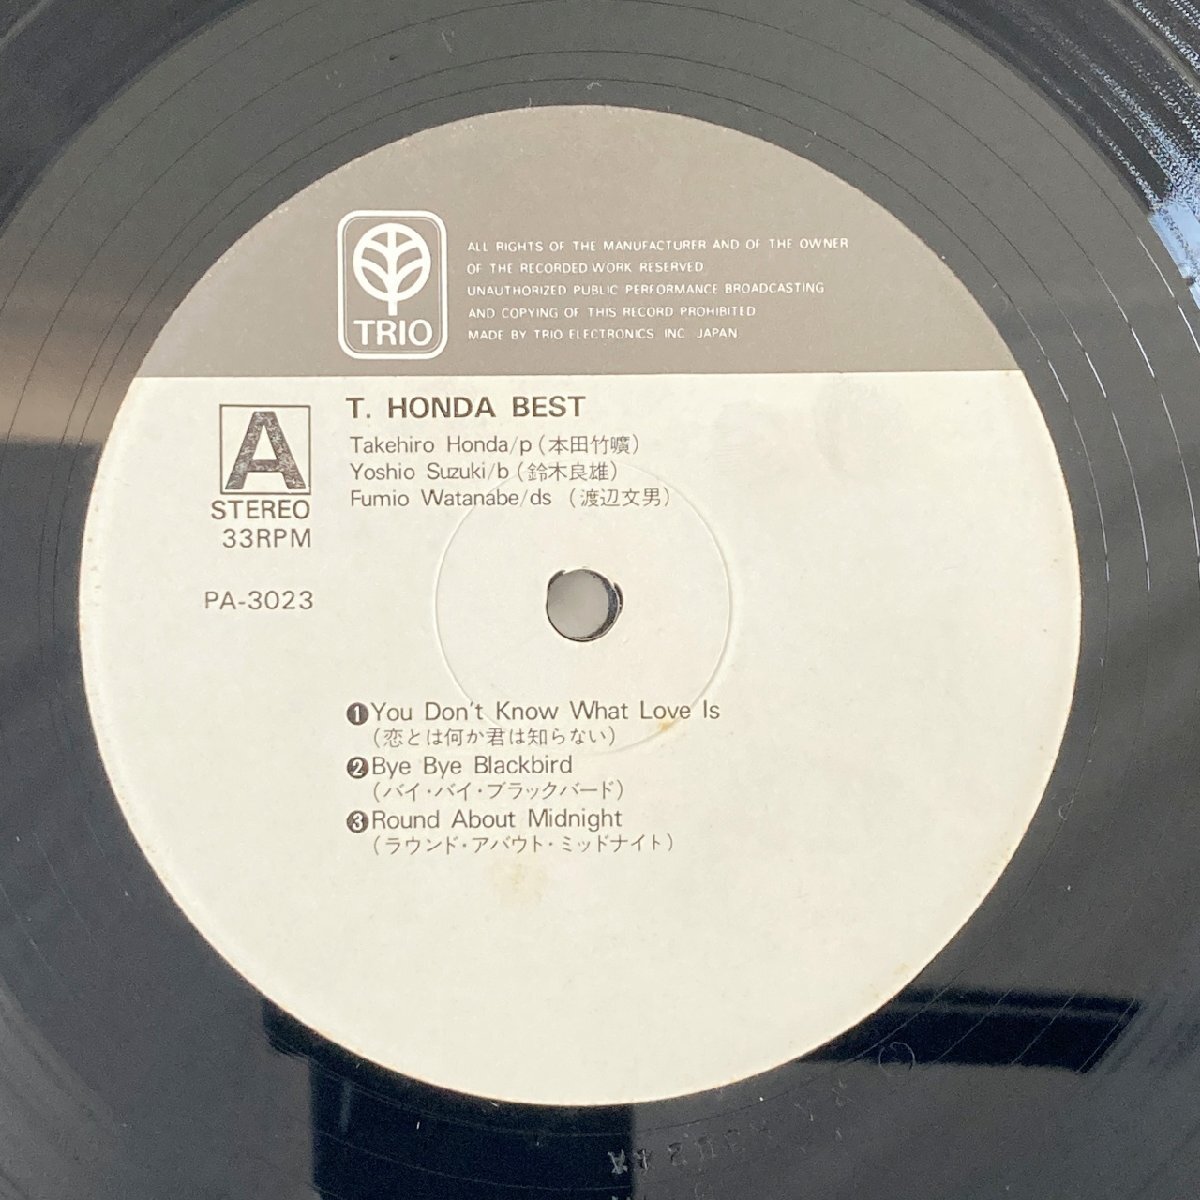 TRIO
ALL RIGHTS OF THE MANUFACTURER AND OF THE OWNER
OF THE RECORDED WORK RESERVED
UNAUTHORIZED PUBLIC PERFORMANCE BROADCASTING
AND COPYING OF THIS RECORD PROHIBITED
MADE BY TRIO ELECTRONICS, INC. JAPAN
A
STEREO
33RPM
PA-3023
T. HONDA BEST
Takehiro Honda/p (本田竹曠)
Yoshio Suzuki/b (鈴木良雄)
Fumio Watanabe/ds (渡辺文男)
❶You Don't Know What Love Is
(恋とは何か君は知らない)
❷Bye Bye Blackbird
(バイ・バイ・ブラックバード)
❸Round About Midnight
(ラウンド・アバウト・ミッドナイト)